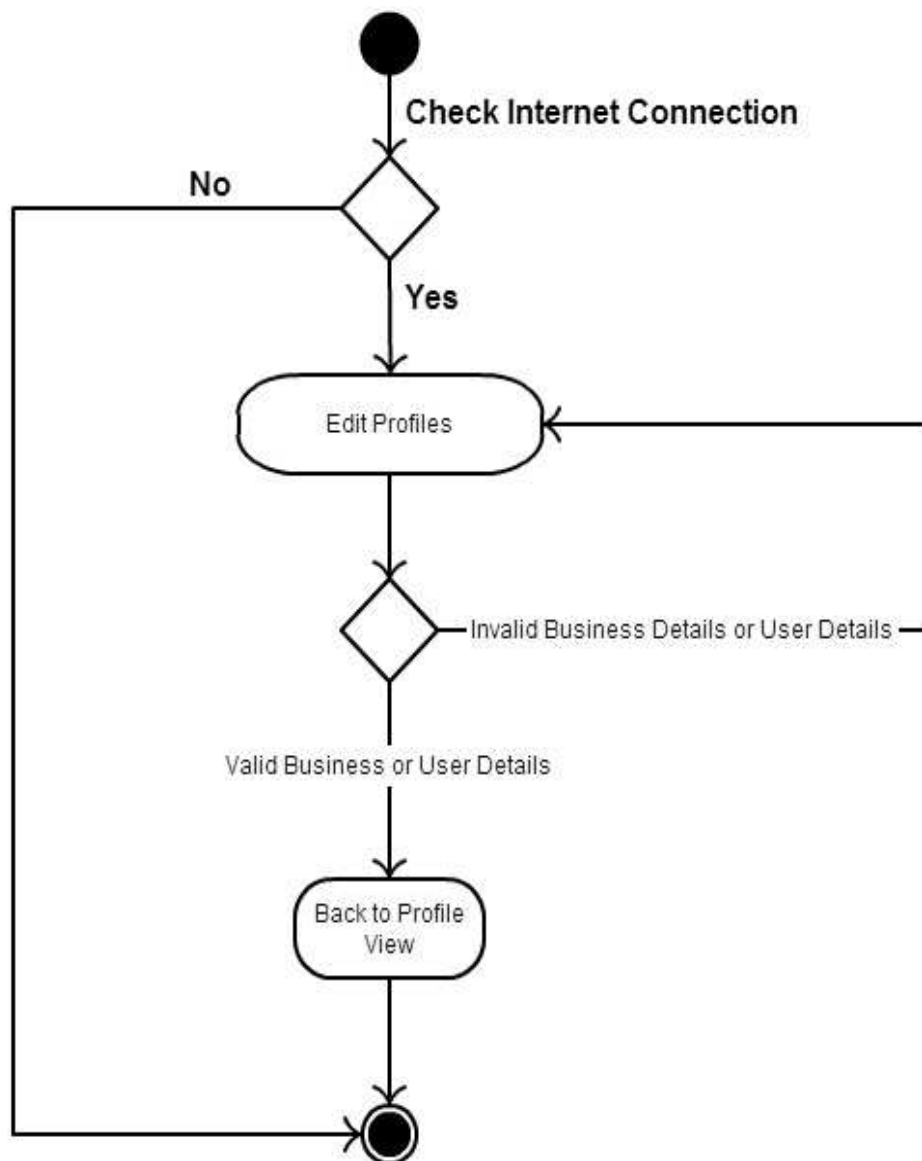 Check Internet Connection
No
Yes
Edit Profiles
Invalid Business Details or User Details
Valid Business or User Details
Back to Profile
View